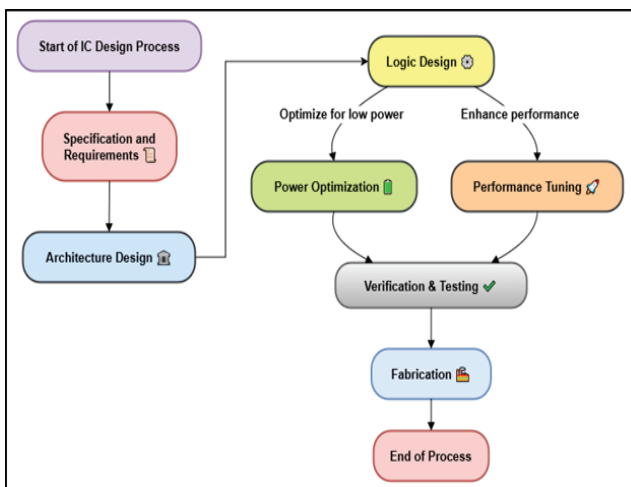 Start of IC Design Process
Specification and
Requirements
Architecture Design
Logic Design
Optimize for low power
Enhance performance
Power Optimization
Performance Tuning
Verification & Testing
Fabrication
End of Process